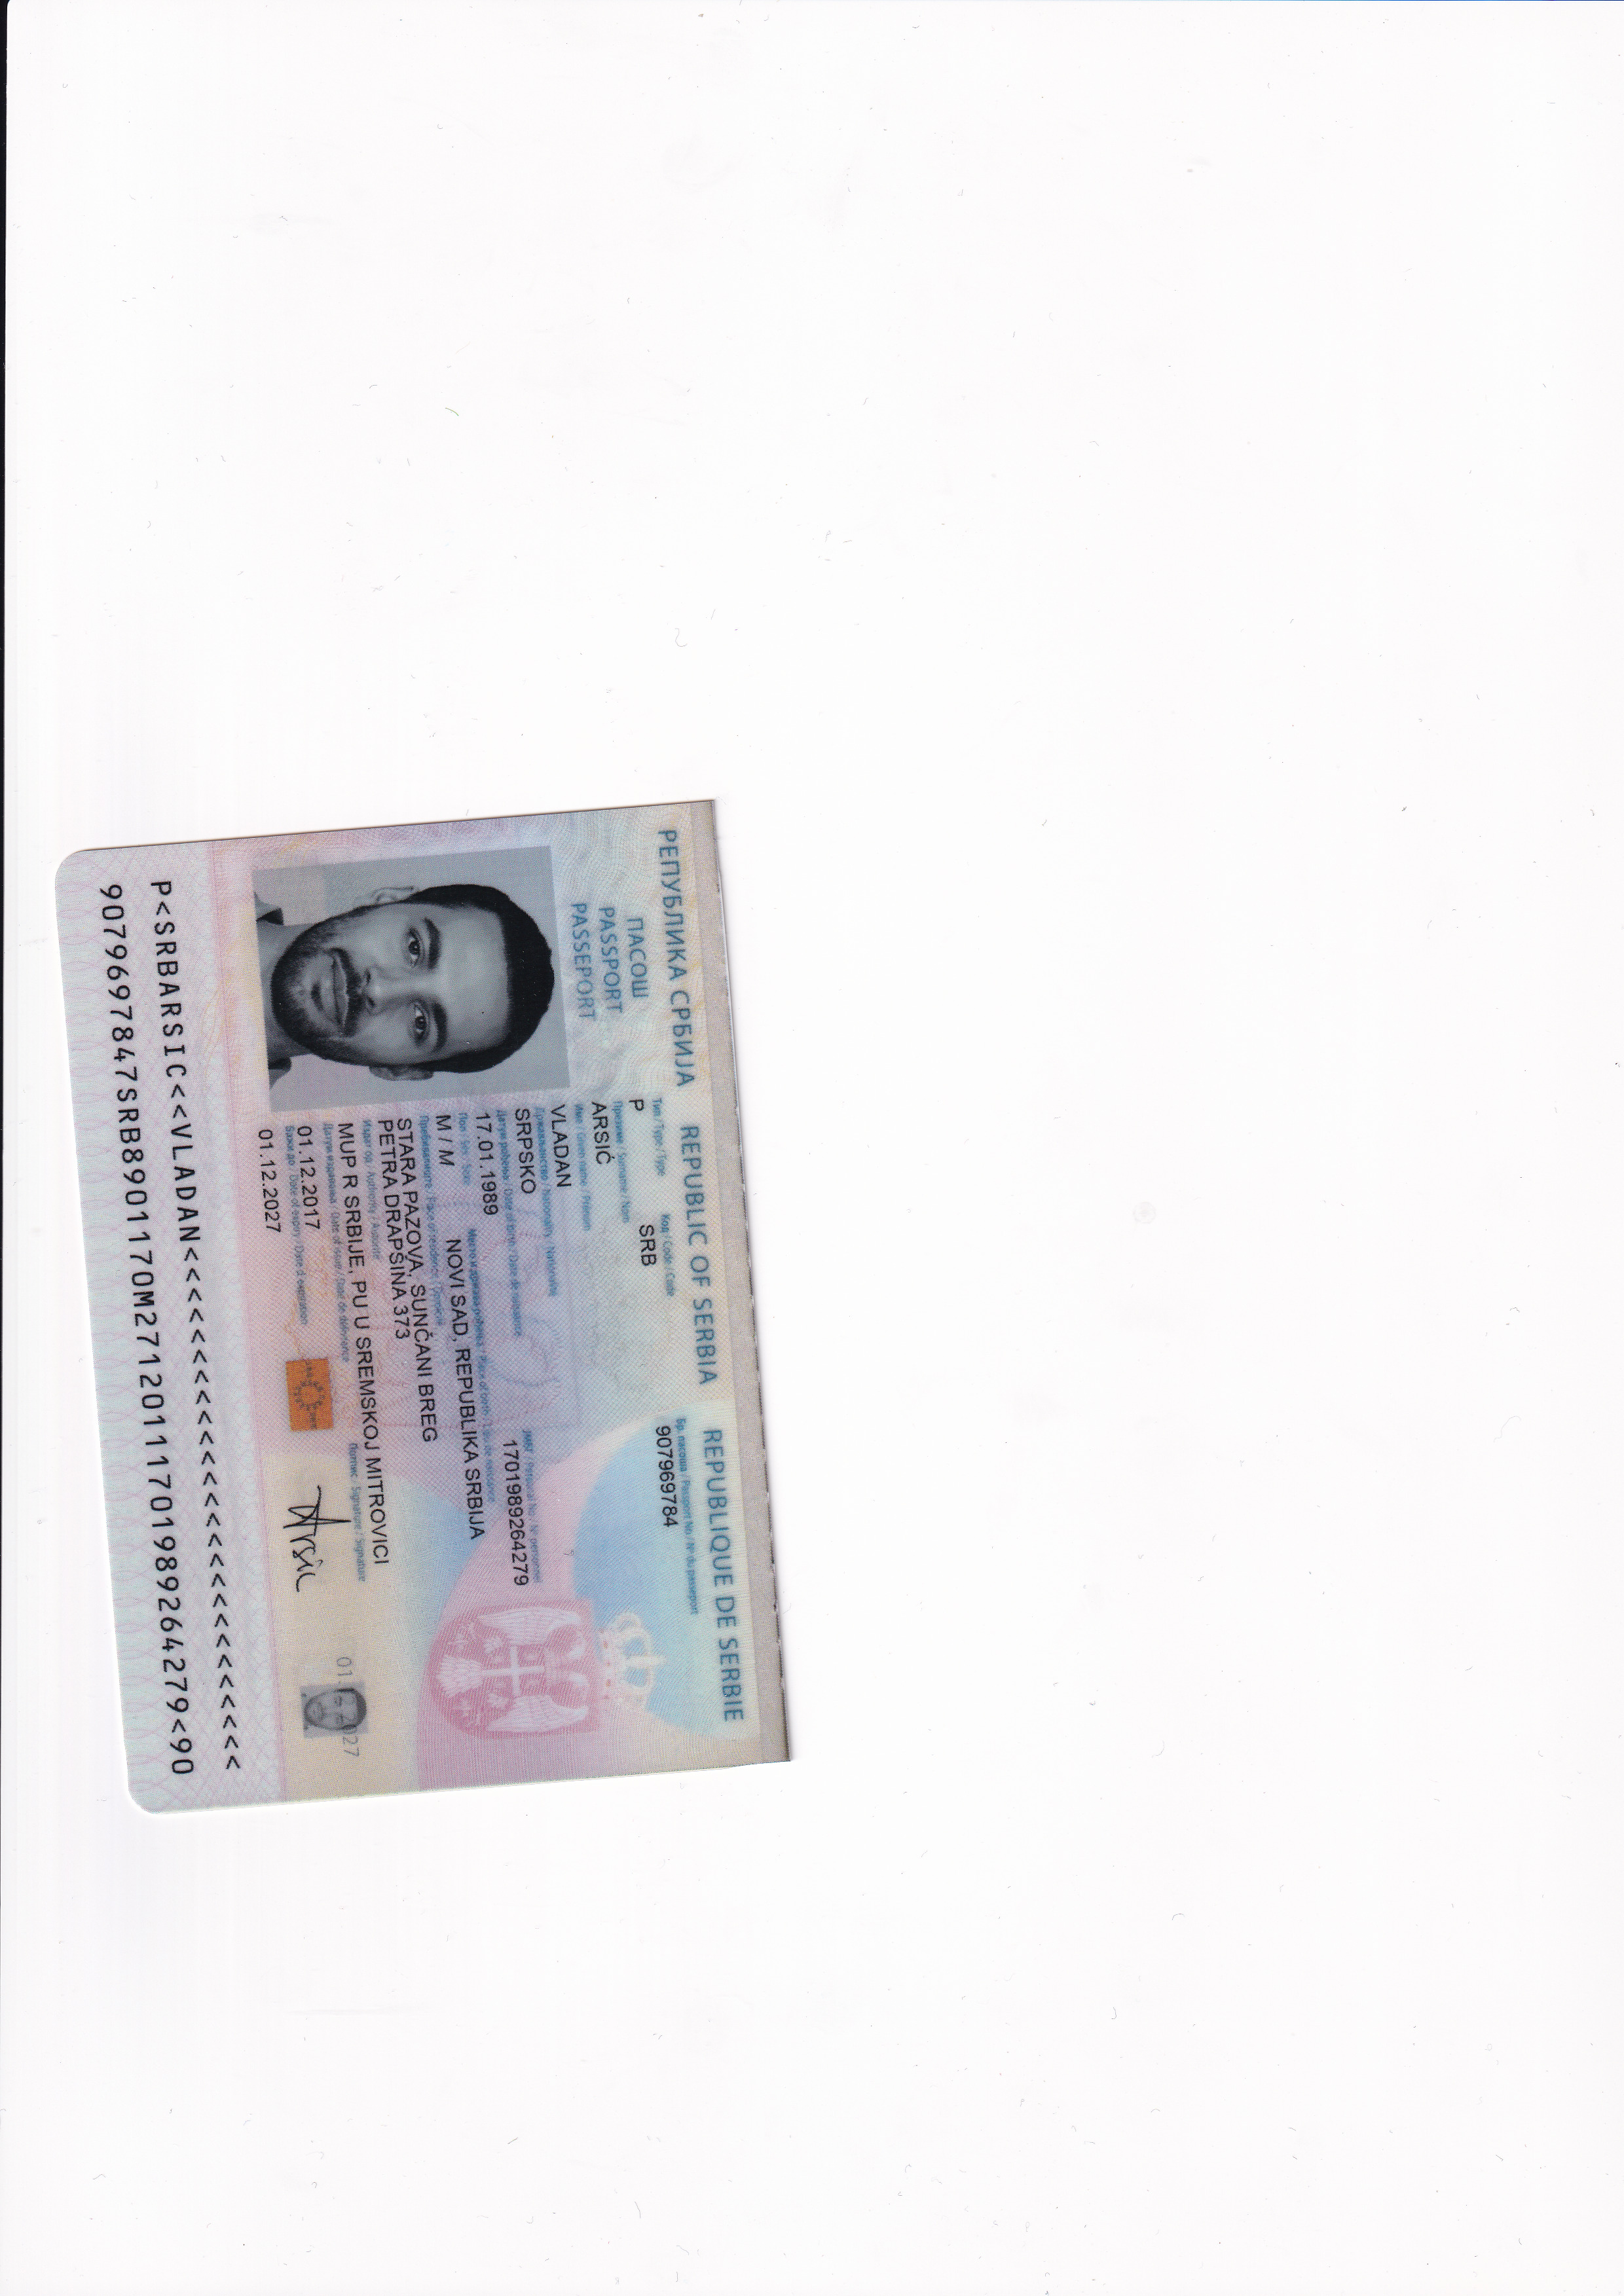 РЕПУБЛИКА СРБИЈА REPUBLIC OF SERBIA REPUBLIQUE DE SERBIE
ПАСОШ
PASSPORT
PASSEPORT
Тип / Type / Type Код / Code / Code Бр. пасоша / Passport No / Nº du passeport
P SRB 907969784
Презиме / Surname / Nom
ARSIĆ
Име / Given name / Prénom
VLADAN
Држављанство / Nationality / Nationalité
SRPSKO
Датум рођења / Date of birth / Date de naissance ЈМБГ / Personal No / Nº personnel
17.01.1989 1701989264279
Пол / Sex / Sexe Место и држава рођења / Place of birth / Lieu de naissance
M / M NOVI SAD, REPUBLIKA SRBIJA
Пребивалиште / Place of residence / Domicile
STARA PAZOVA, SUNČANI BREG
PETRA DRAPŠINA 373
Издат од / Authority / Autorité
MUP R SRBIJE, PU U SREMSKOJ MITROVICI
Датум издавања / Date of issue / Date de délivrance Потпис / Signature / Signature
01.12.2017
Важи до / Date of expiry / Date d'expiration
01.12.2027
Arsic
P<SRBARSIC<<VLADAN<<<<<<<<<<<<<<<<<<<<<<<<<<
9079697847SRB8901170M27120111701989264279<90